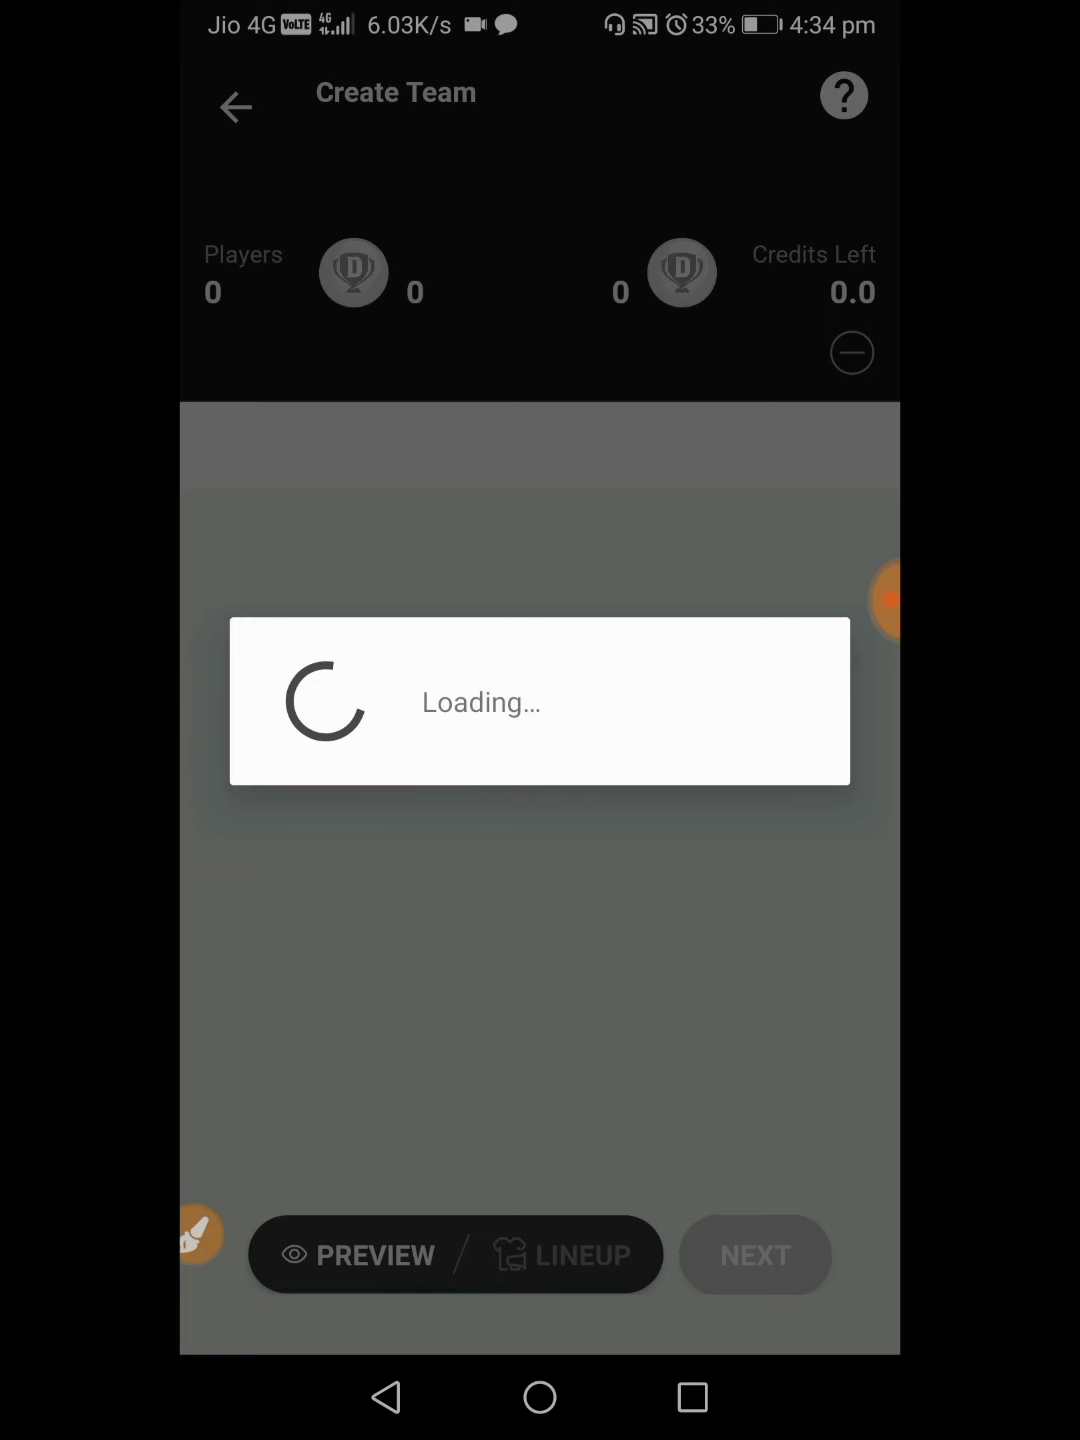 Jio 4G VoLTE 4G 6.03K/s 33% 4:34 pm
Create Team
?
Players
0
D
0
0
D
Credits Left
0.0
Loading...
PREVIEW / LINEUP
NEXT